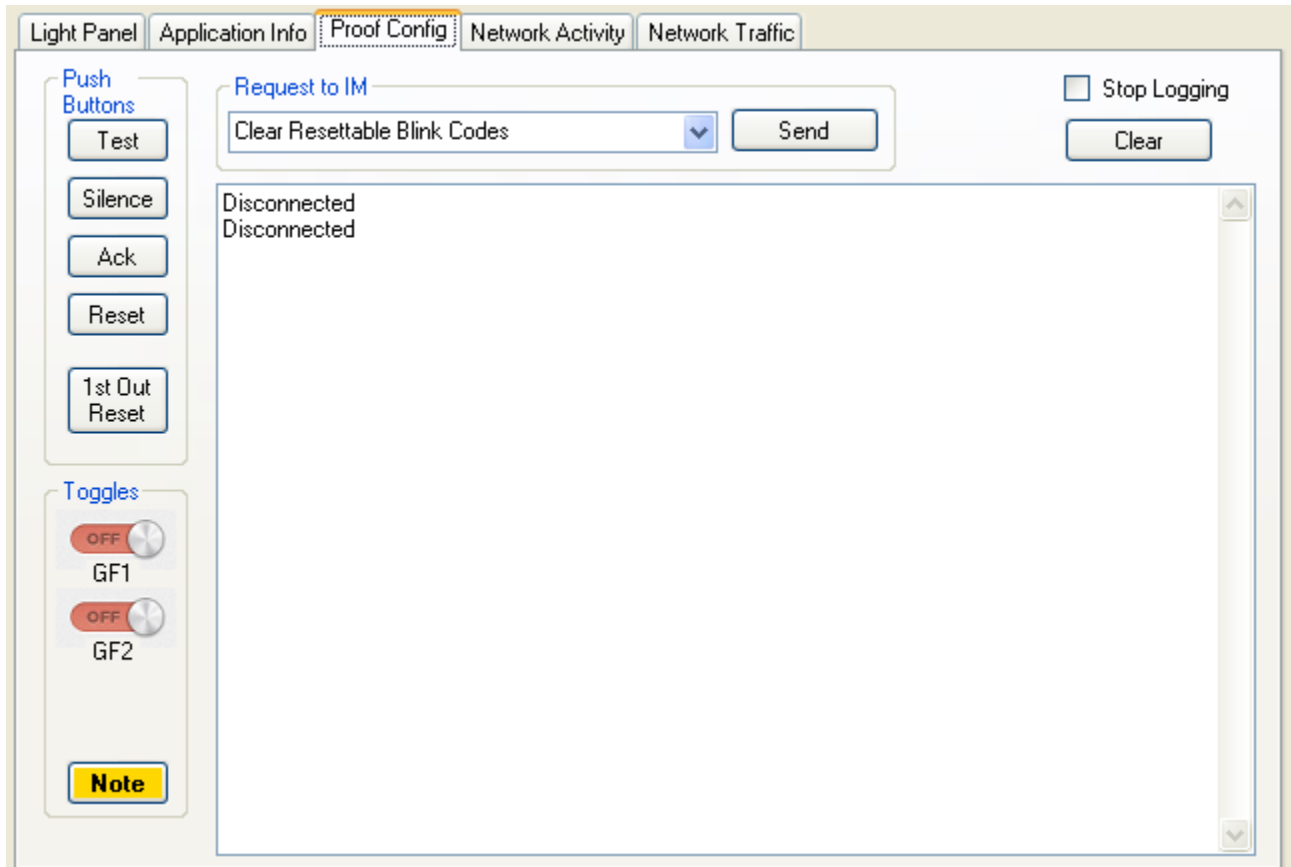 Light Panel
Application Info
Proof Config
Network Activity
Network Traffic
Push
Buttons
Test
Silence
Ack
Reset
1st Out
Reset
Toggles
OFF
GF1
OFF
GF2
Note
Request to IM
Clear Resettable Blink Codes
Send
Stop Logging
Clear
Disconnected
Disconnected